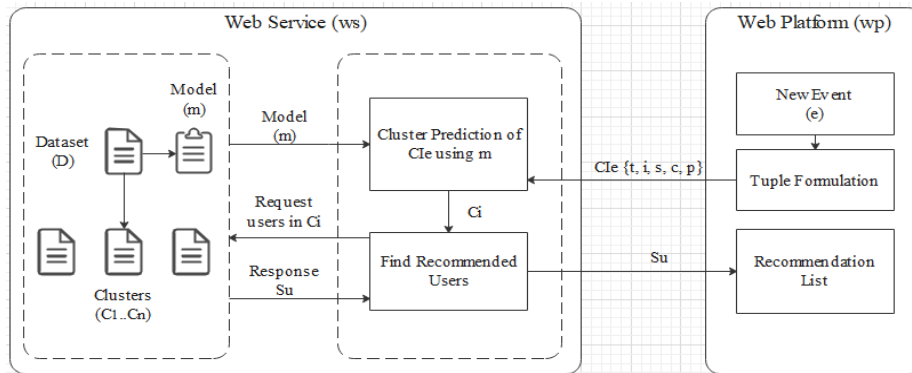 Web Service (ws)
Web Platform (wp)
Model
(m)
Dataset
(D)
Clusters
(C1..Cn)
Model
(m)
Request
users in Ci
Response
Su
Cluster Prediction of
CIe using m
Ci
Find Recommended
Users
CIe {t, i, s, c, p}
Su
New Event
(e)
Tuple Formulation
Recommendation
List